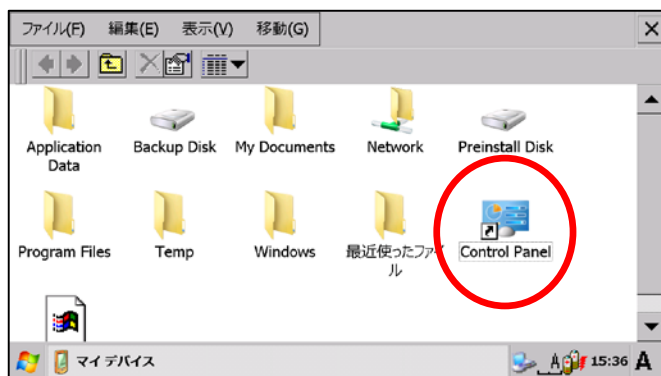 ファイル(F) 編集(E) 表示(V) 移動(G)
Application Data
Backup Disk
My Documents
Network
Preinstall Disk
Program Files
Temp
Windows
最近使ったファイル
Control Panel
マイ デバイス
A 15:36 A